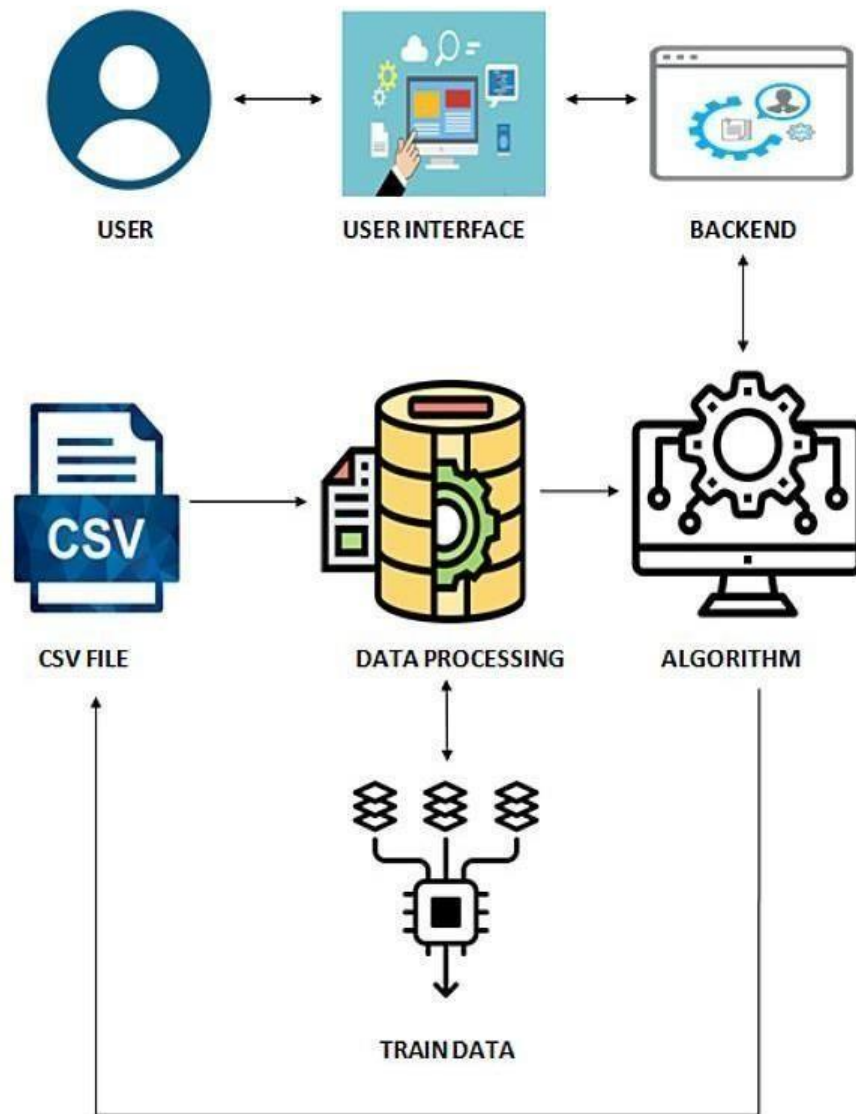 USER
USER INTERFACE
BACKEND
CSV
CSV FILE
DATA PROCESSING
ALGORITHM
TRAIN DATA